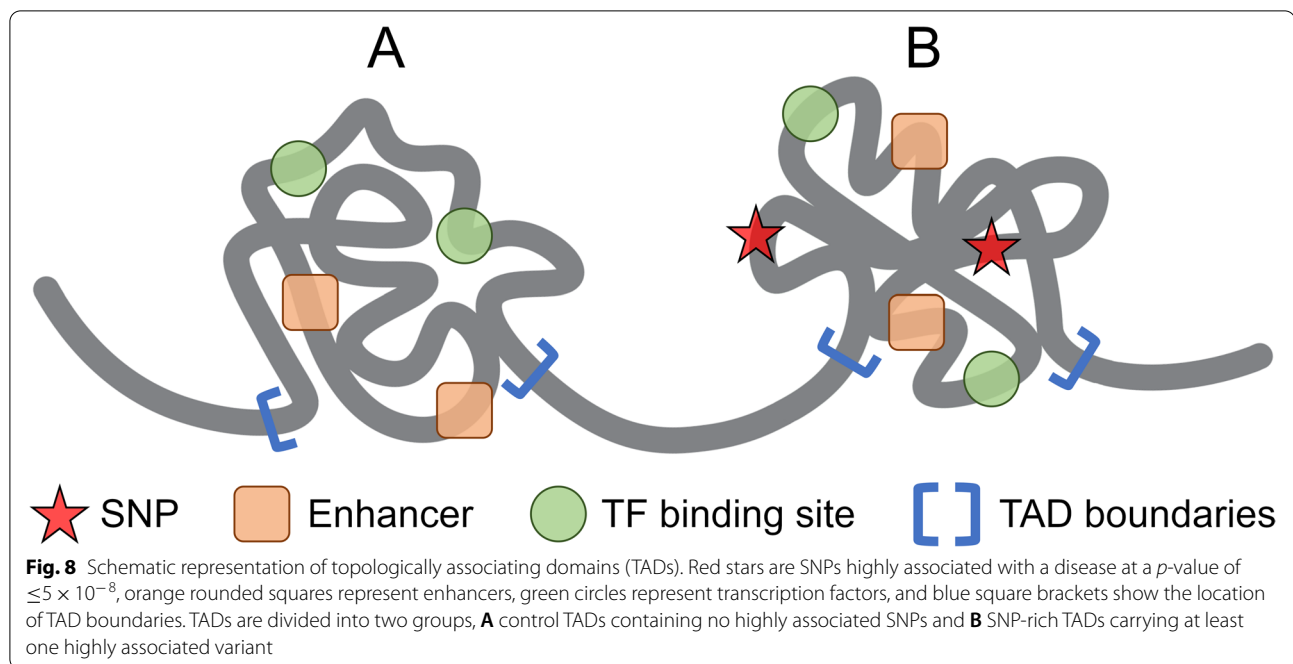 A B
SNP Enhancer TF binding site TAD boundaries
Fig. 8 Schematic representation of topologically associating domains (TADs). Red stars are SNPs highly associated with a disease at a p-value of
≤5 × 10⁻⁸, orange rounded squares represent enhancers, green circles represent transcription factors, and blue square brackets show the location
of TAD boundaries. TADs are divided into two groups, A control TADs containing no highly associated SNPs and B SNP-rich TADs carrying at least
one highly associated variant